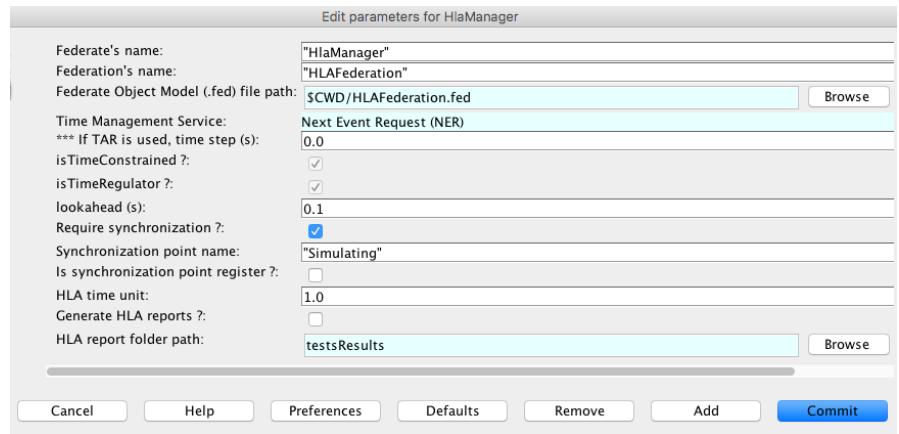 Edit parameters for HlaManager
Federate's name: "HlaManager"
Federation's name: "HLAFederation"
Federate Object Model (.fed) file path: $CWD/HLAFederation.fed Browse
Time Management Service: Next Event Request (NER)
*** If TAR is used, time step (s): 0.0
isTimeConstrained ?:
isTimeRegulator ?:
lookahead (s): 0.1
Require synchronization ?:
Synchronization point name: "Simulating"
Is synchronization point register ?:
HLA time unit: 1.0
Generate HLA reports ?:
HLA report folder path: testsResults Browse
Cancel Help Preferences Defaults Remove Add Commit